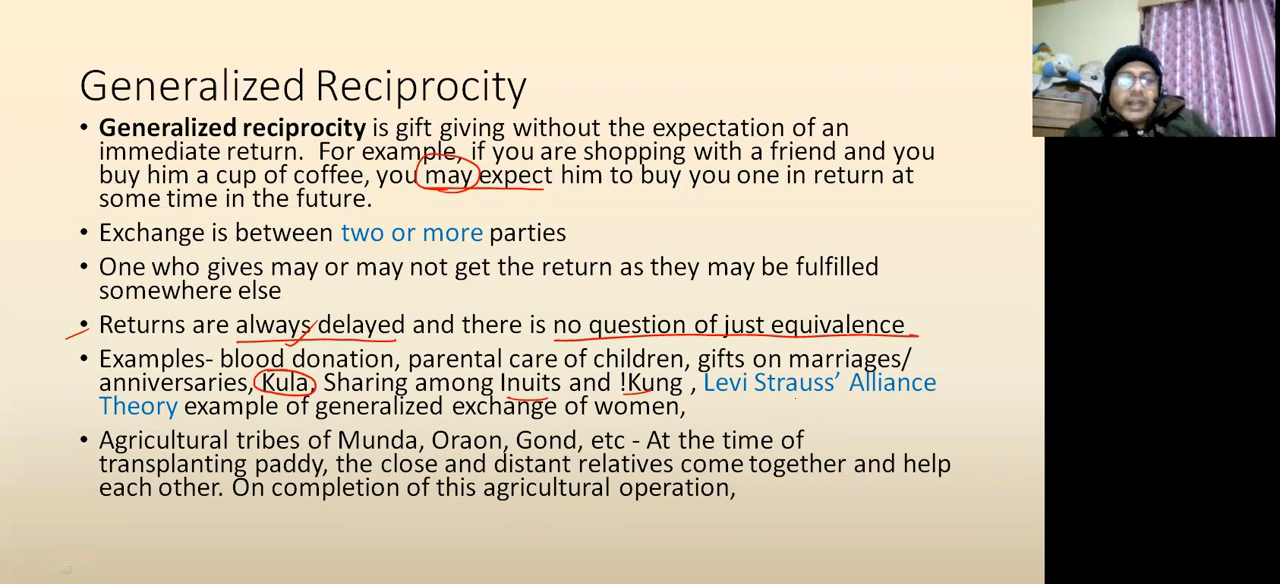 Generalized Reciprocity
• Generalized reciprocity is gift giving without the expectation of an
immediate return. For example, if you are shopping with a friend and you
buy him a cup of coffee, you may expect him to buy you one in return at
some time in the future.
• Exchange is between two or more parties
• One who gives may or may not get the return as they may be fulfilled
somewhere else
• Returns are always delayed and there is no question of just equivalence
• Examples- blood donation, parental care of children, gifts on marriages/
anniversaries, Kula, Sharing among Inuits and !Kung , Levi Strauss’ Alliance
Theory example of generalized exchange of women,
• Agricultural tribes of Munda, Oraon, Gond, etc - At the time of
transplanting paddy, the close and distant relatives come together and help
each other. On completion of this agricultural operation,